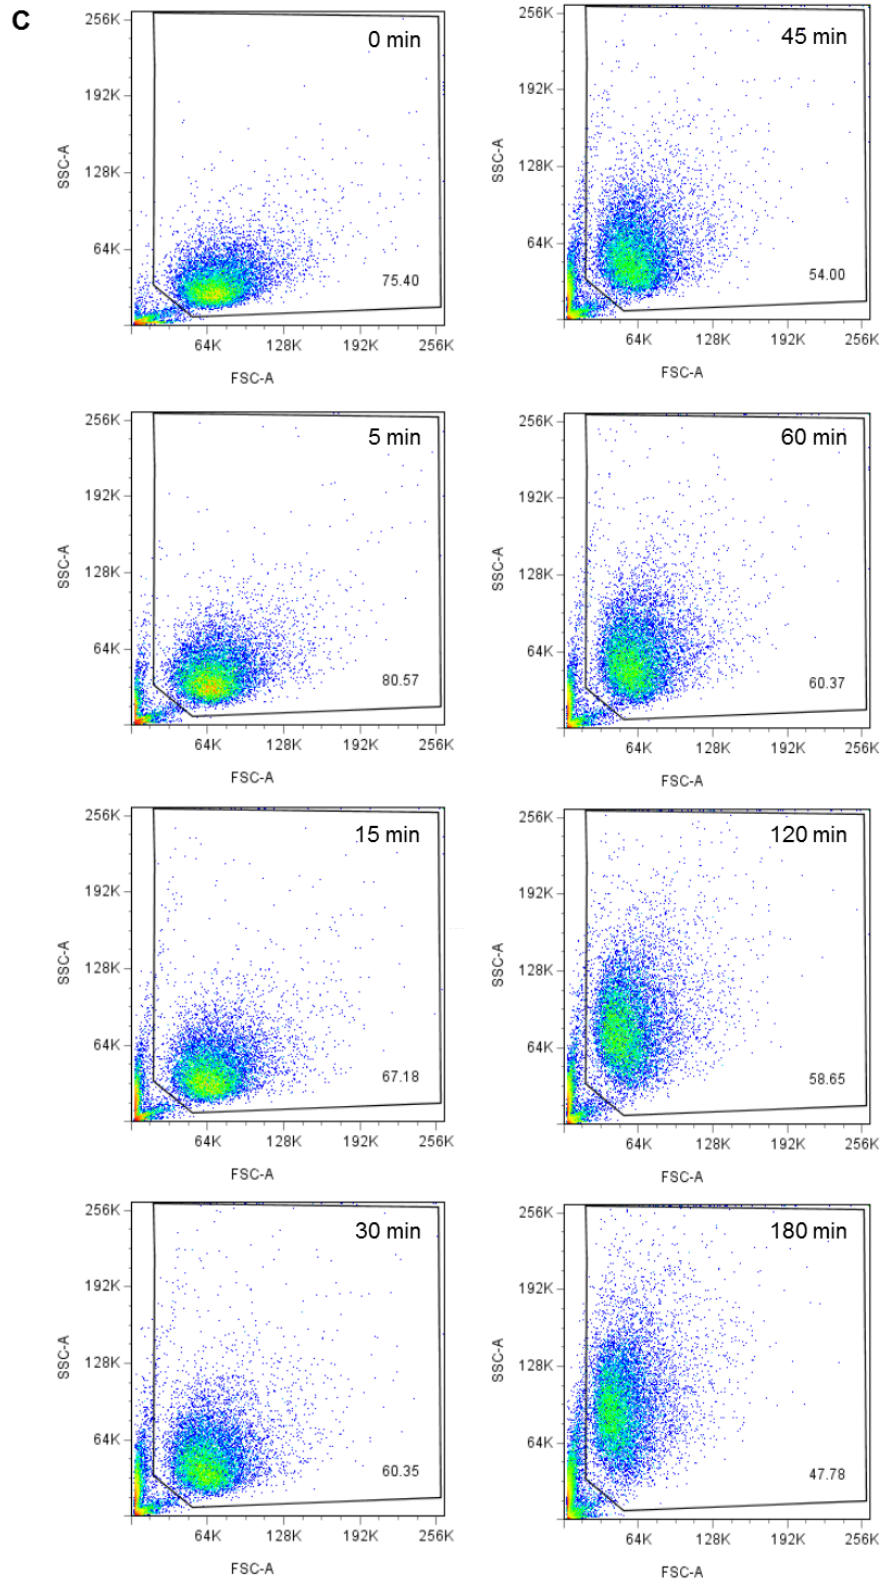 C
0 min
256K
192K
128K
64K
SSC-A
75.40
64K 128K 192K 256K
FSC-A
45 min
256K
192K
128K
64K
SSC-A
54.00
64K 128K 192K 256K
FSC-A
5 min
256K
192K
128K
64K
SSC-A
80.57
64K 128K 192K 256K
FSC-A
60 min
256K
192K
128K
64K
SSC-A
60.37
64K 128K 192K 256K
FSC-A
15 min
256K
192K
128K
64K
SSC-A
67.18
64K 128K 192K 256K
FSC-A
120 min
256K
192K
128K
64K
SSC-A
58.65
64K 128K 192K 256K
FSC-A
30 min
256K
192K
128K
64K
SSC-A
60.35
64K 128K 192K 256K
FSC-A
180 min
256K
192K
128K
64K
SSC-A
47.78
64K 128K 192K 256K
FSC-A